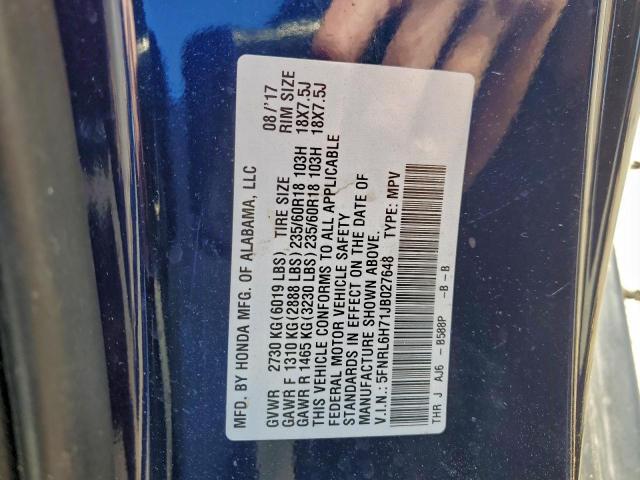 MFD. BY HONDA MFG. OF ALABAMA, LLC
08/'17
GVWR 2730 KG (6019 LBS) TIRE SIZE RIM SIZE
GAWR F 1310 KG (2888 LBS) 235/60R18 103H 18X7.5J
GAWR R 1465 KG (3230 LBS) 235/60R18 103H 18X7.5J
THIS VEHICLE CONFORMS TO ALL APPLICABLE
FEDERAL MOTOR VEHICLE SAFETY
STANDARDS IN EFFECT ON THE DATE OF
MANUFACTURE SHOWN ABOVE.
V.I.N.: 5FNRL6H71JB027648 TYPE: MPV
THR J AJ6 - B588P -B-B